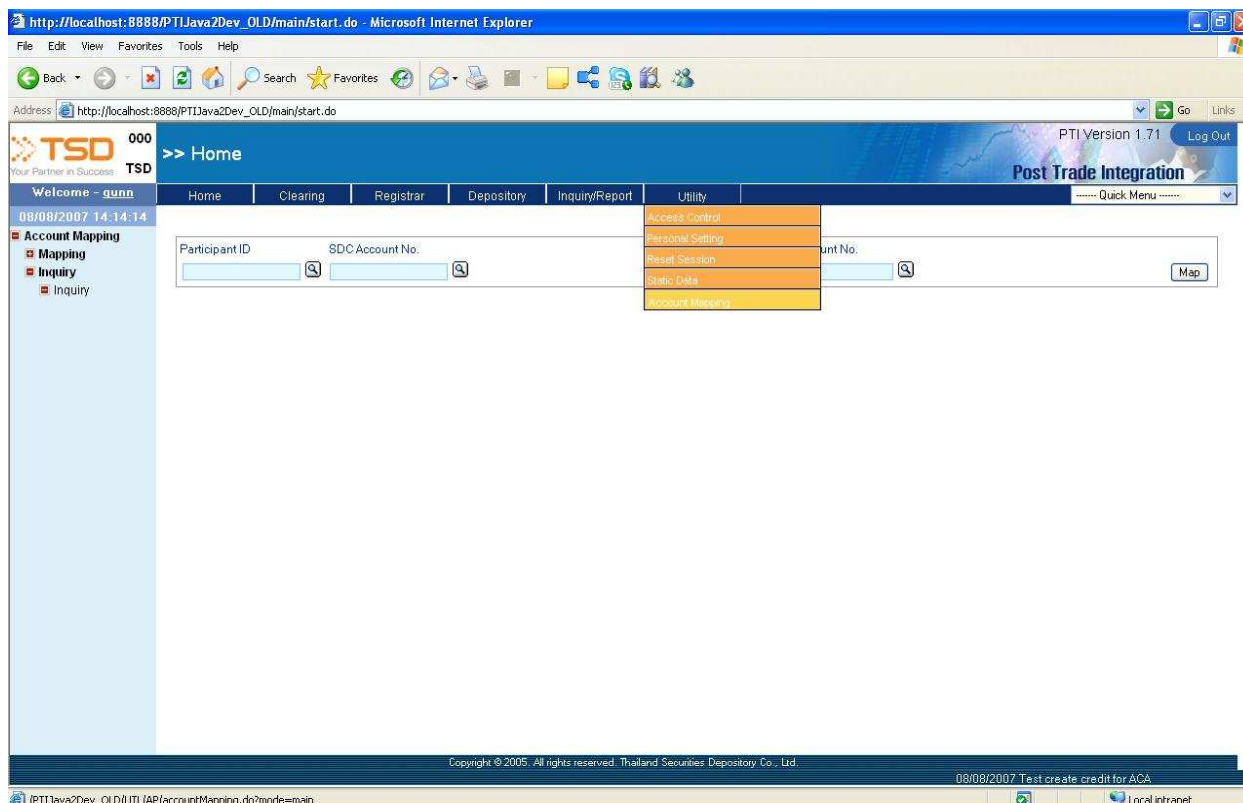 http://localhost:8888/PTIJava2Dev_OLD/main/start.do - Microsoft Internet Explorer
File Edit View Favorites Tools Help
Back Search Favorites
Address http://localhost:8888/PTIJava2Dev_OLD/main/start.do Go Links
TSD 000
Your Partner in Success TSD
>> Home
PTI Version 1.71 Log Out
Post Trade Integration
Welcome - gunn
Home Clearing Registrar Depository Inquiry/Report Utility
------ Quick Menu ------
08/08/2007 14:14:14
Access Control
Personal Setting
Reset Session
Static Data
Account Mapping
Account Mapping
Mapping
Inquiry
Inquiry
Participant ID SDC Account No. unt No.
Map
Copyright © 2005. All rights reserved. Thailand Securities Depository Co., Ltd.
08/08/2007 Test create credit for ACA
/PTIJava2Dev_OLD/UTL/AP/accountMapping.do?mode=main Local intranet